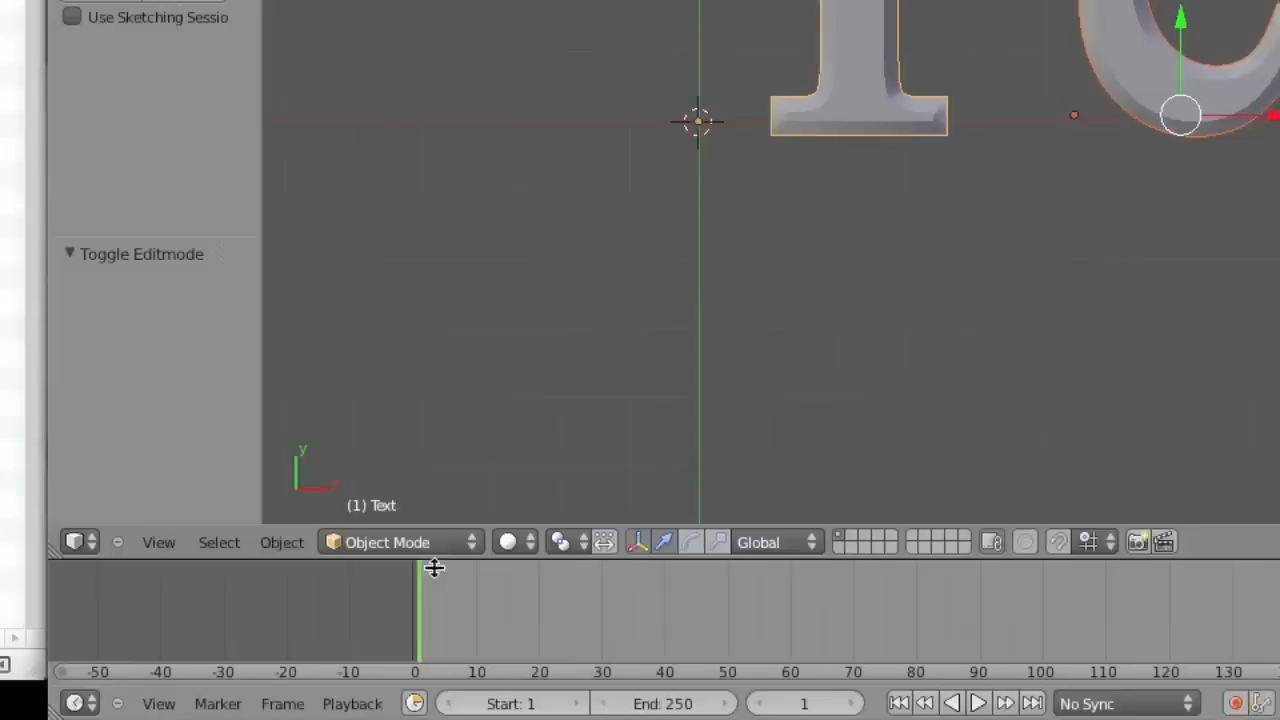 Use Sketching Sessio
Toggle Editmode
y
x
(1) Text
View Select Object Object Mode Global
-50 -40 -30 -20 -10 0 10 20 30 40 50 60 70 80 90 100 110 120 130
View Marker Frame Playback Start: 1 End: 250 1 No Sync